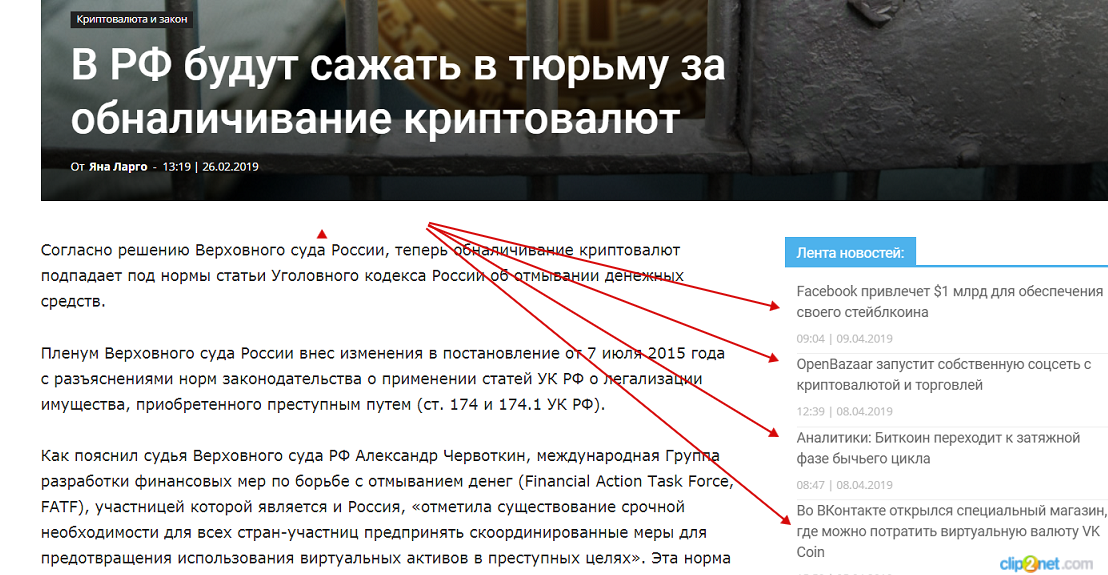 Криптовалюта и закон
В РФ будут сажать в тюрьму за
обналичивание криптовалют
От Яна Ларго - 13:19 | 26.02.2019
Согласно решению Верховного суда России, теперь обналичивание криптовалют
подпадает под нормы статьи Уголовного кодекса России об отмывании денежных
средств.
Пленум Верховного суда России внес изменения в постановление от 7 июля 2015 года
с разъяснениями норм законодательства о применении статей УК РФ о легализации
имущества, приобретенного преступным путем (ст. 174 и 174.1 УК РФ).
Как пояснил судья Верховного суда РФ Александр Червоткин, международная Группа
разработки финансовых мер по борьбе с отмыванием денег (Financial Action Task Force,
FATF), участницей которой является и Россия, «отметила существование срочной
необходимости для всех стран-участниц предпринять скоординированные меры для
предотвращения использования виртуальных активов в преступных целях». Эта норма
Лента новостей:
Facebook привлечет $1 млрд для обеспечения
своего стейблкоина
09:04 | 09.04.2019
OpenBazaar запустит собственную соцсеть с
криптовалютой и торговлей
12:39 | 08.04.2019
Аналитики: Биткоин переходит к затяжной
фазе бычьего цикла
08:47 | 08.04.2019
Во ВКонтакте открылся специальный магазин,
где можно потратить виртуальную валюту VK
Coin
clip2net.com